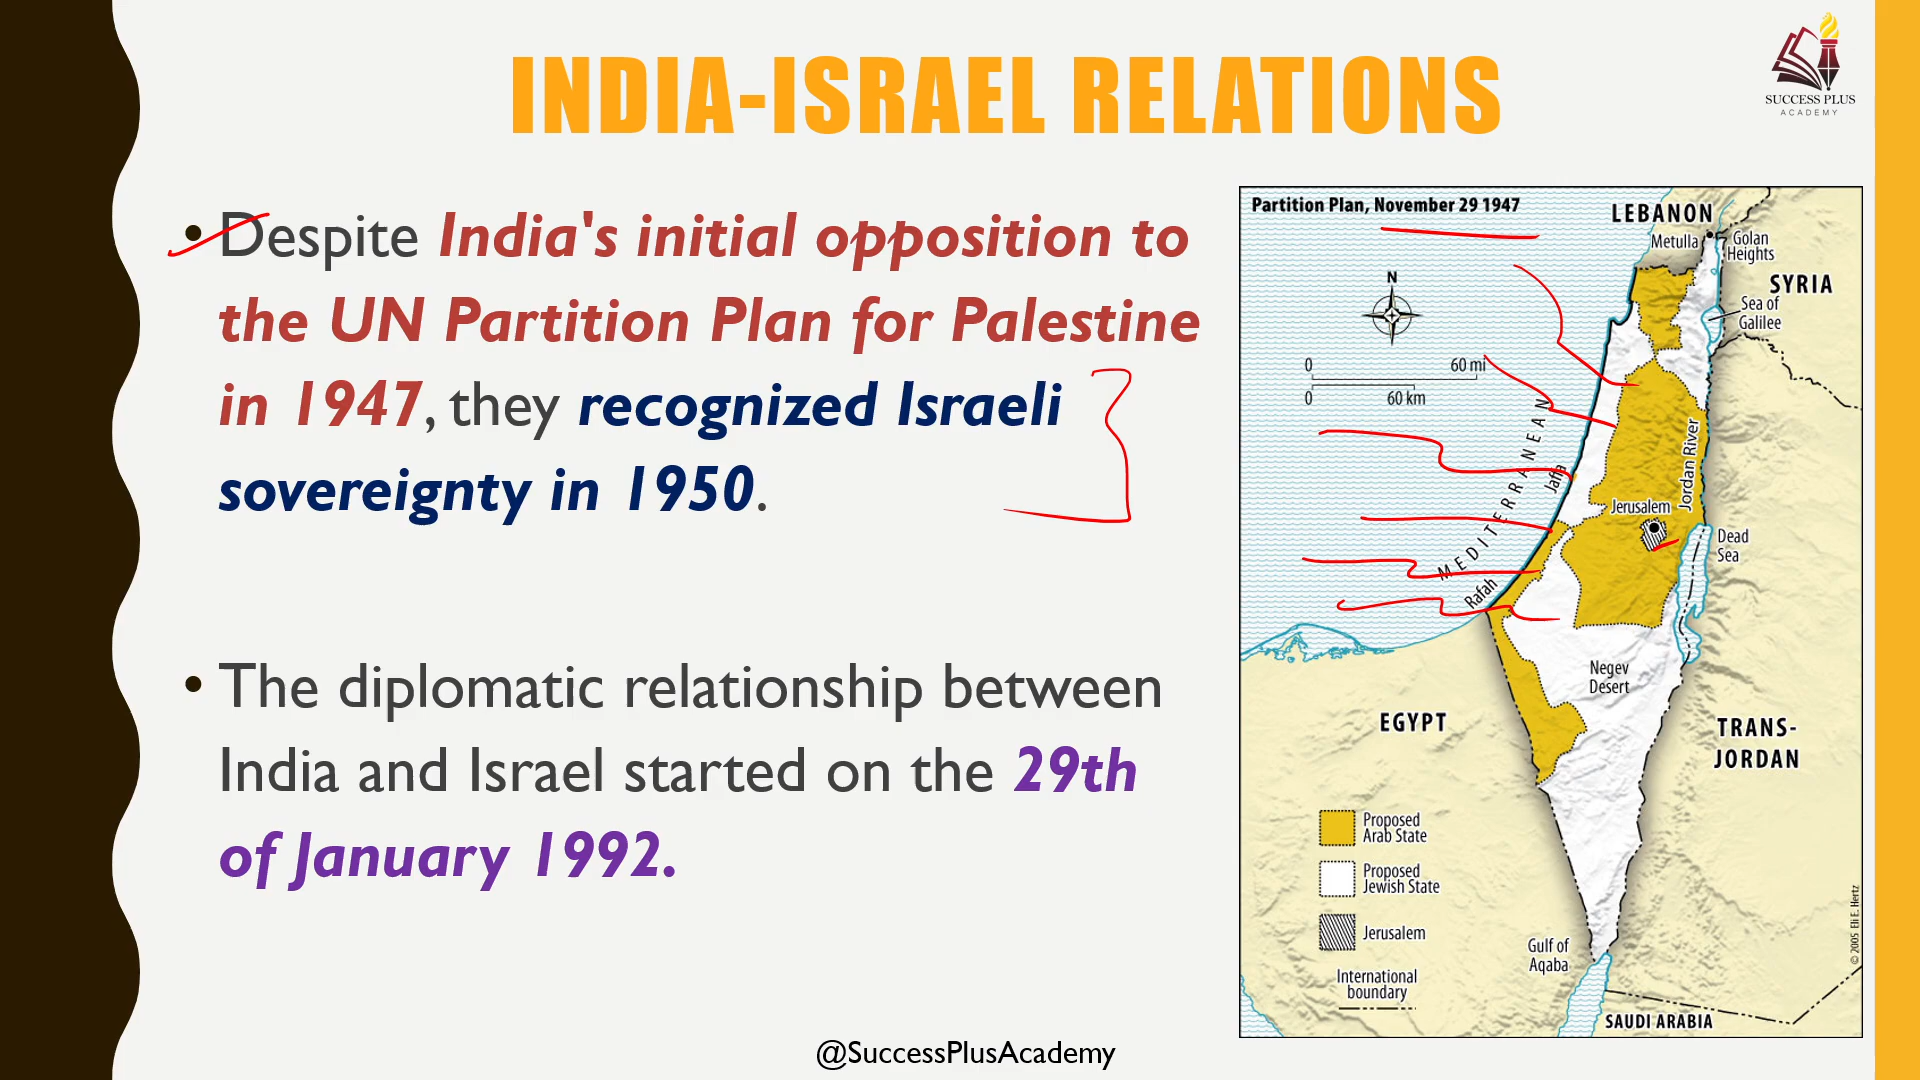 INDIA-ISRAEL RELATIONS
SUCCESS PLUS
ACADEMY
• Despite India's initial opposition to
the UN Partition Plan for Palestine
in 1947, they recognized Israeli
sovereignty in 1950.
• The diplomatic relationship between
India and Israel started on the 29th
of January 1992.
Partition Plan, November 29 1947
LEBANON
Metulla
Golan
Heights
SYRIA
Sea of
Galilee
N
0 60 mi
0 60 km
MEDITERRANEAN
Jaffa
Jordan River
Jerusalem
Dead
Sea
Rafah
Negev
Desert
EGYPT
TRANS-
JORDAN
Proposed
Arab State
Proposed
Jewish State
Jerusalem
International
boundary
Gulf of
Aqaba
SAUDI ARABIA
© 2005 Eli E. Hertz
@SuccessPlusAcademy